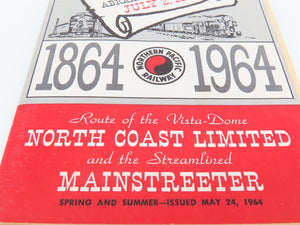 ABRA
JULY 2, 
1864 1964
NORTHERN PACIFIC
RAILWAY
Route of the Vista-Dome
NORTH COAST LIMITED
and the Streamlined
MAINSTREETER
SPRING AND SUMMER—ISSUED MAY 24, 1964